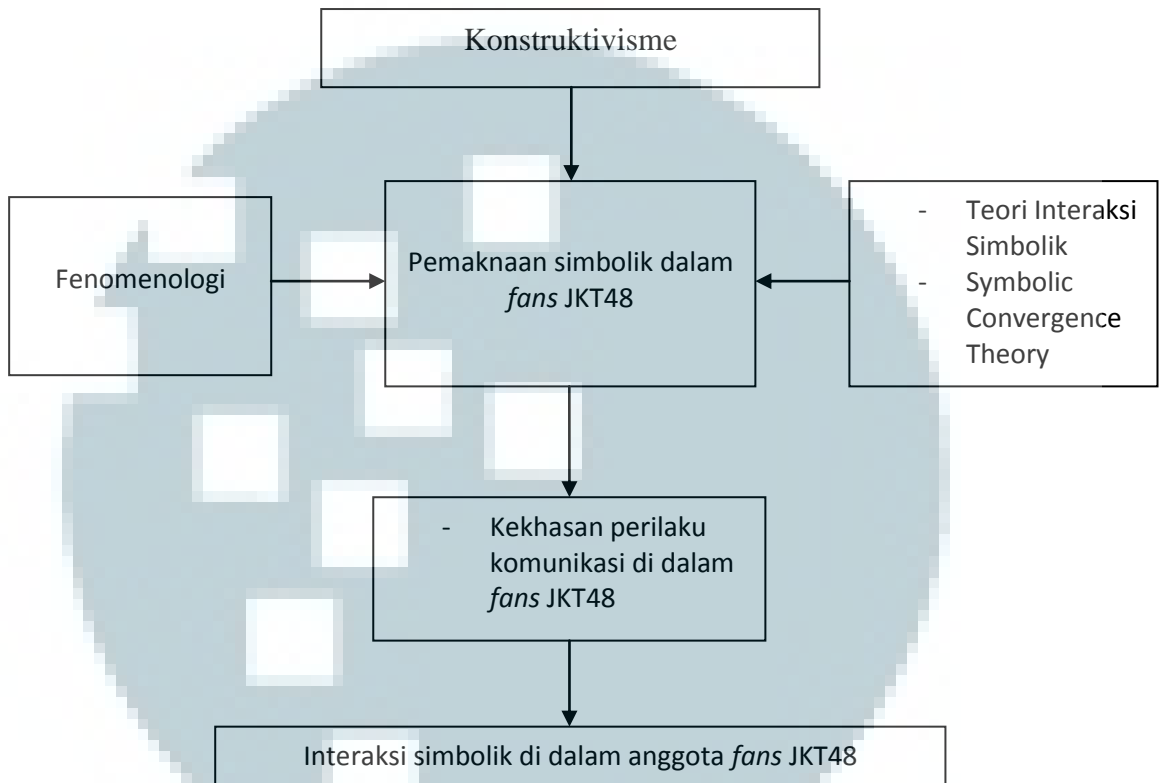 Konstruktivisme
Fenomenologi
Pemaknaan simbolik dalam
fans JKT48
- Teori Interaksi
Simbolik
- Symbolic
Convergence
Theory
- Kekhasan perilaku
komunikasi di dalam
fans JKT48
Interaksi simbolik di dalam anggota fans JKT48